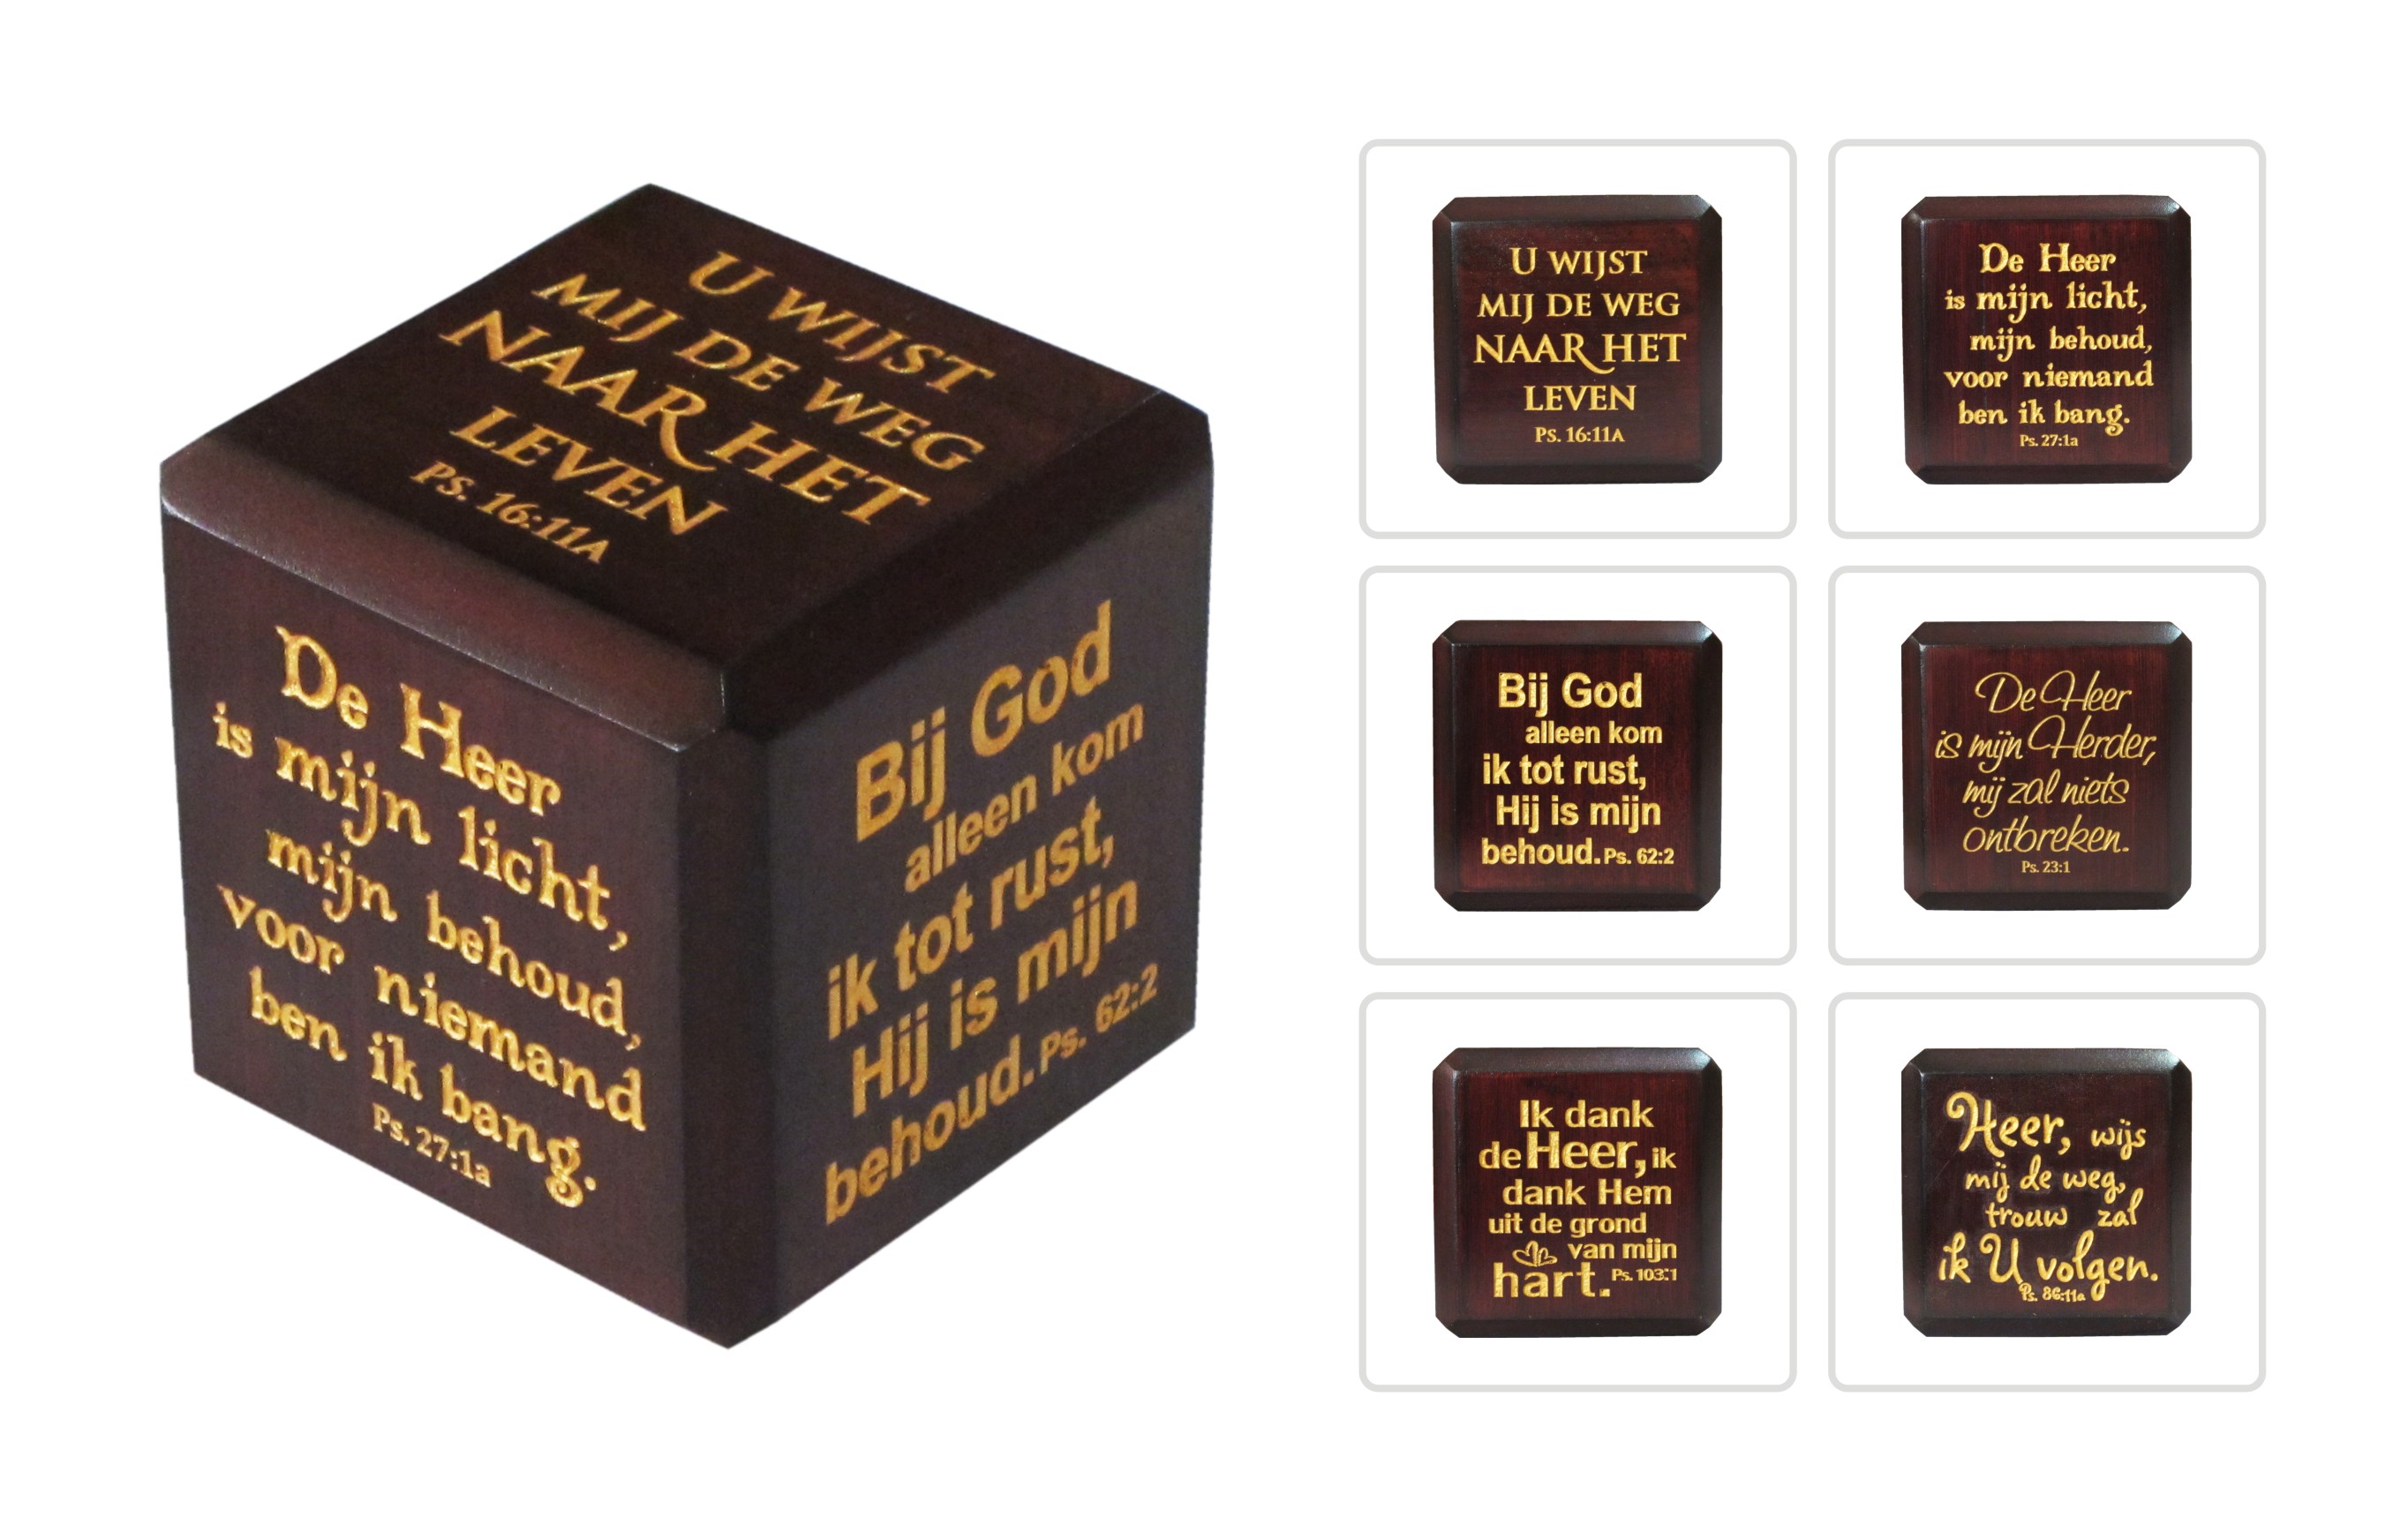 U WIJST
MIJ DE WEG
NAAR HET
LEVEN
PS. 16:11A
De Heer
is mijn licht,
mijn behoud,
voor niemand
ben ik bang.
Ps. 27:1a
Bij God
alleen kom
ik tot rust,
Hij is mijn
behoud. Ps. 62:2
U WIJST
MIJ DE WEG
NAAR HET
LEVEN
PS. 16:11A
De Heer
is mijn licht,
mijn behoud,
voor niemand
ben ik bang.
Ps. 27:1a
Bij God
alleen kom
ik tot rust,
Hij is mijn
behoud. Ps. 62:2
De Heer
is mijn Herder,
mij zal niets
ontbreken.
Ps. 23:1
Ik dank
de Heer, ik
dank Hem
uit de grond
van mijn
hart. Ps. 103:1
Heer, wijs
mij de weg,
trouw zal
ik U volgen.
Ps. 86:11a